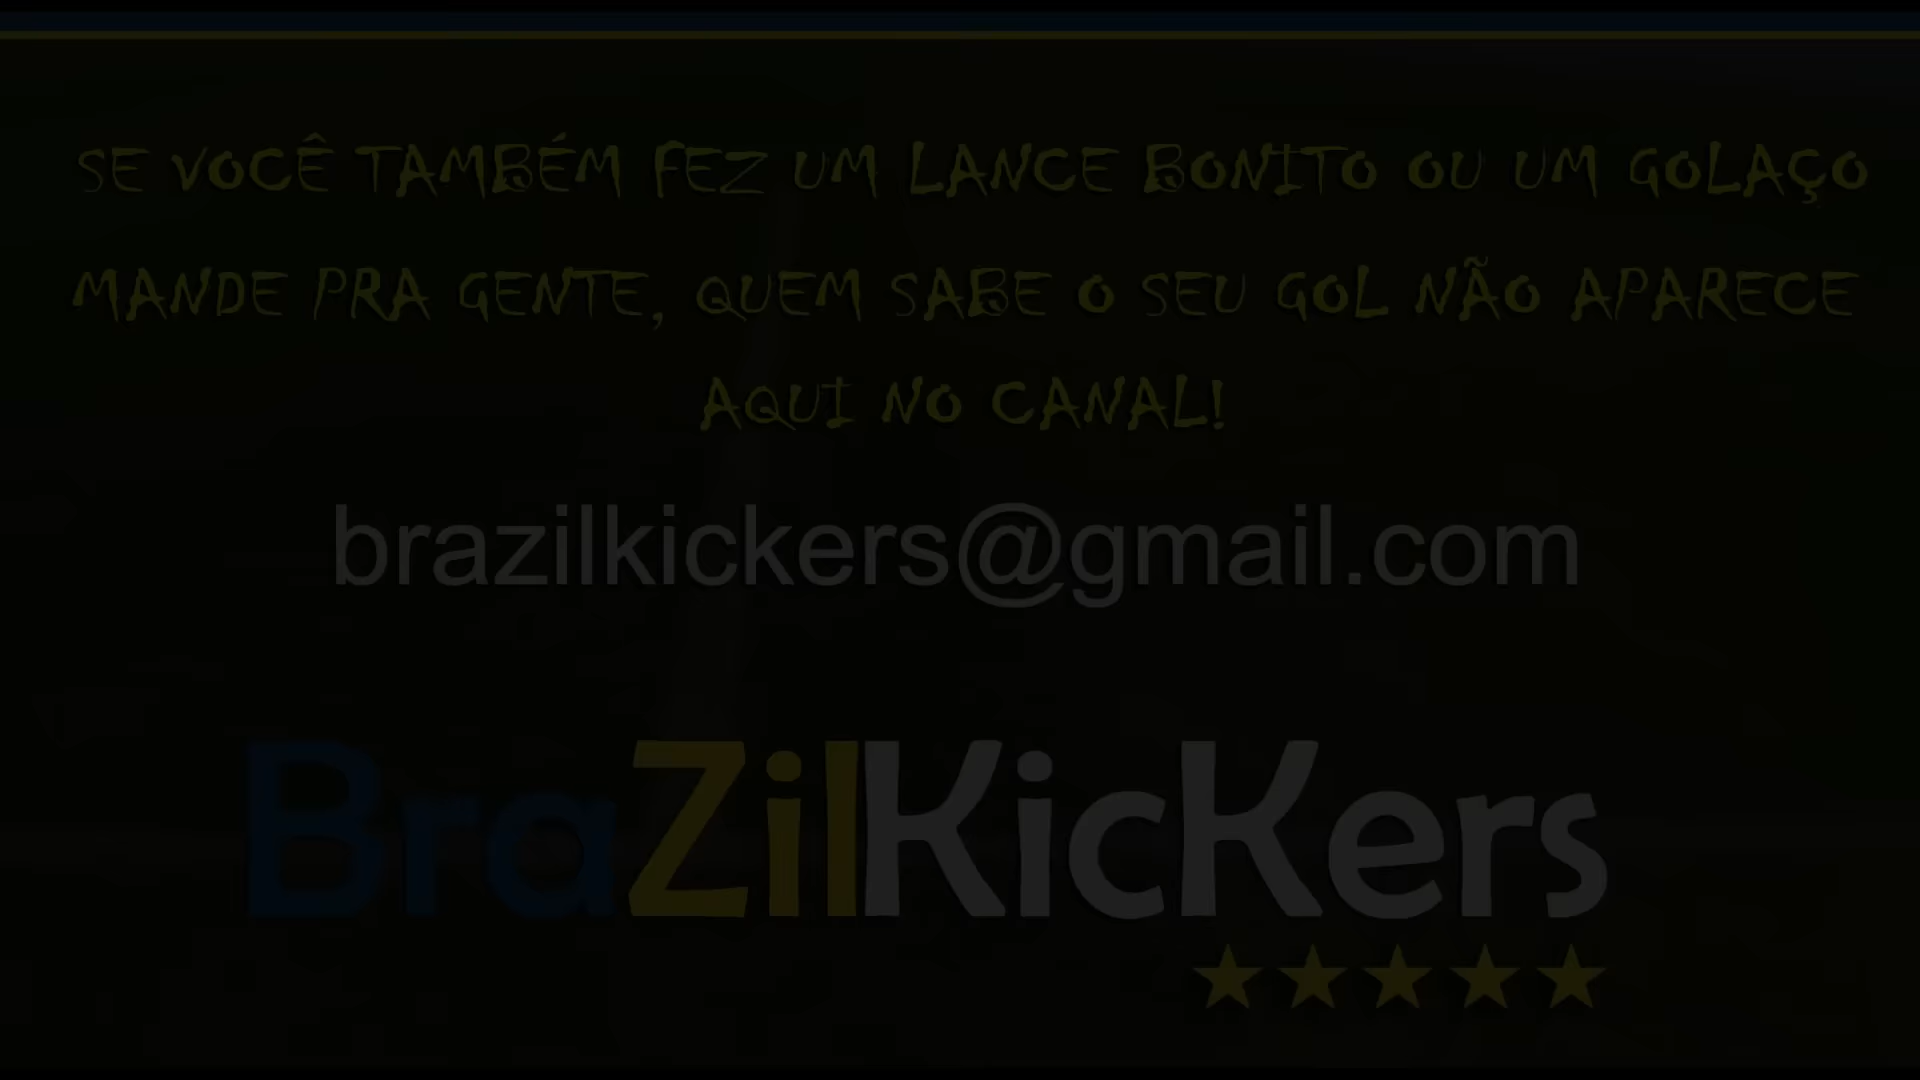 SE VOCÊ TAMBÉM FEZ UM LANCE BONITO OU UM GOLAÇO
MANDE PRA GENTE, QUEM SABE O SEU GOL NÃO APARECE
AQUI NO CANAL!
brazilkickers@gmail.com
BraZilKicKers